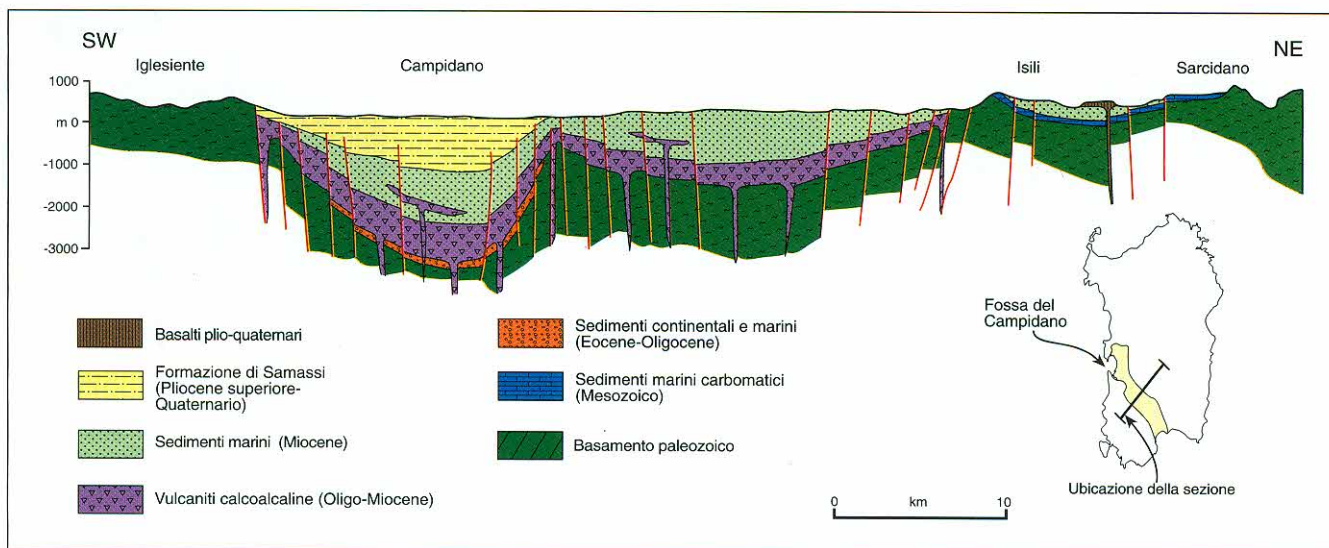 SW
NE
Iglesiente
Campidano
Isili
Sarcidano
1000
m 0
-1000
-2000
-3000
Basalti plio-quaternari
Formazione di Samassi
(Pliocene superiore-
Quaternario)
Sedimenti marini (Miocene)
Vulcaniti calcoalcaline (Oligo-Miocene)
Sedimenti continentali e marini
(Eocene-Oligocene)
Sedimenti marini carbomatici
(Mesozoico)
Basamento paleozoico
Fossa del
Campidano
Ubicazione della sezione
0
km
10